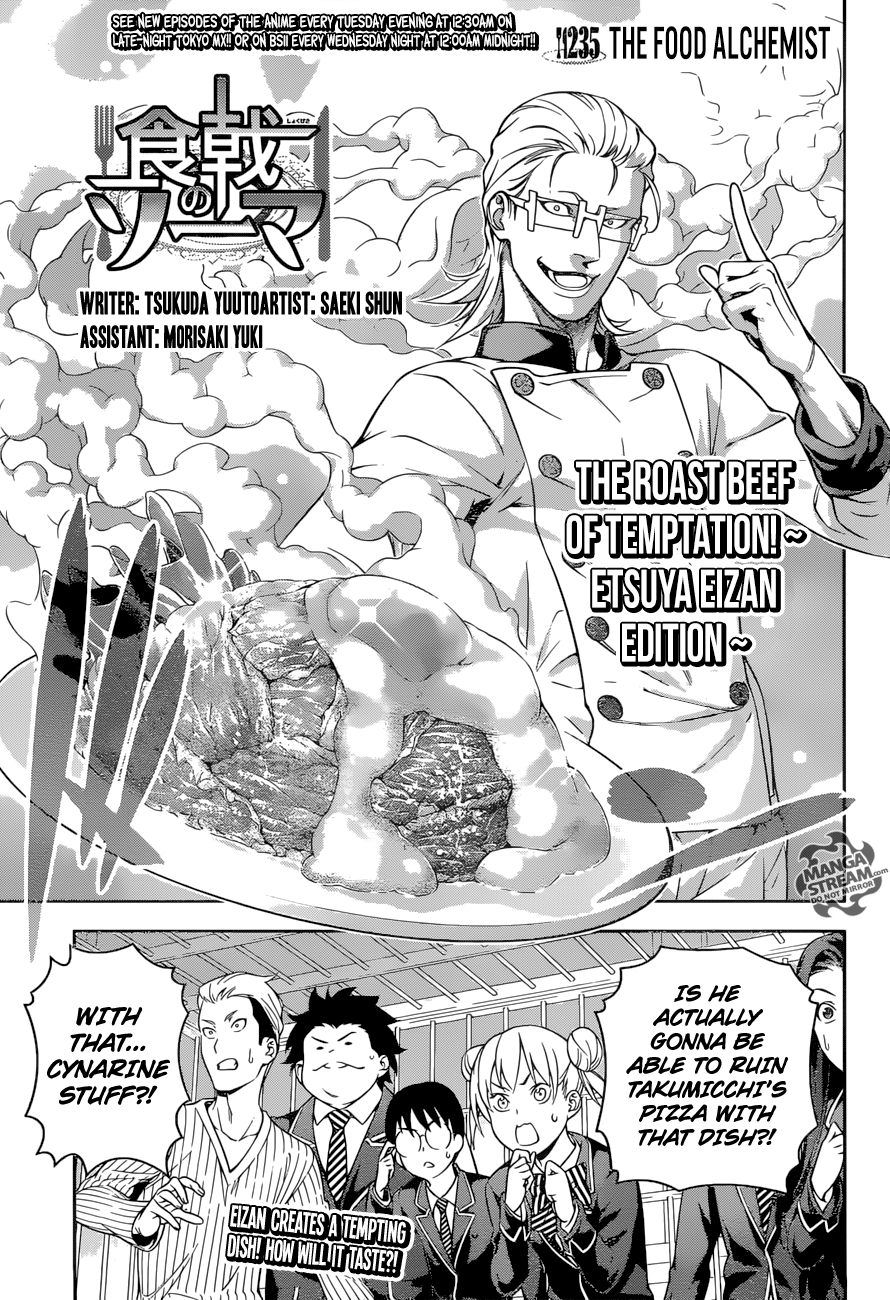 SEE NEW EPISODES OF THE ANIME EVERY TUESDAY EVENING AT 12:30AM ON
LATE-NIGHT TOKYO MX!! OR ON BS11 EVERY WEDNESDAY NIGHT AT 12:00AM MIDNIGHT!!
235 THE FOOD ALCHEMIST
しょくげき
食戟の
ソーマ
WRITER: TSUKUDA YUUTOARTIST: SAEKI SHUN
ASSISTANT: MORISAKI YUKI
THE ROAST BEEF
OF TEMPTATION! ~
ETSUYA EIZAN
EDITION ~
MANGA
STREAM.com
DO NOT MIRROR
IS HE
ACTUALLY
GONNA BE
ABLE TO RUIN
TAKUMICCHI'S
PIZZA WITH
THAT DISH?!
WITH
THAT...
CYNARINE
STUFF?!
EIZAN CREATES A TEMPTING
DISH! HOW WILL IT TASTE?!